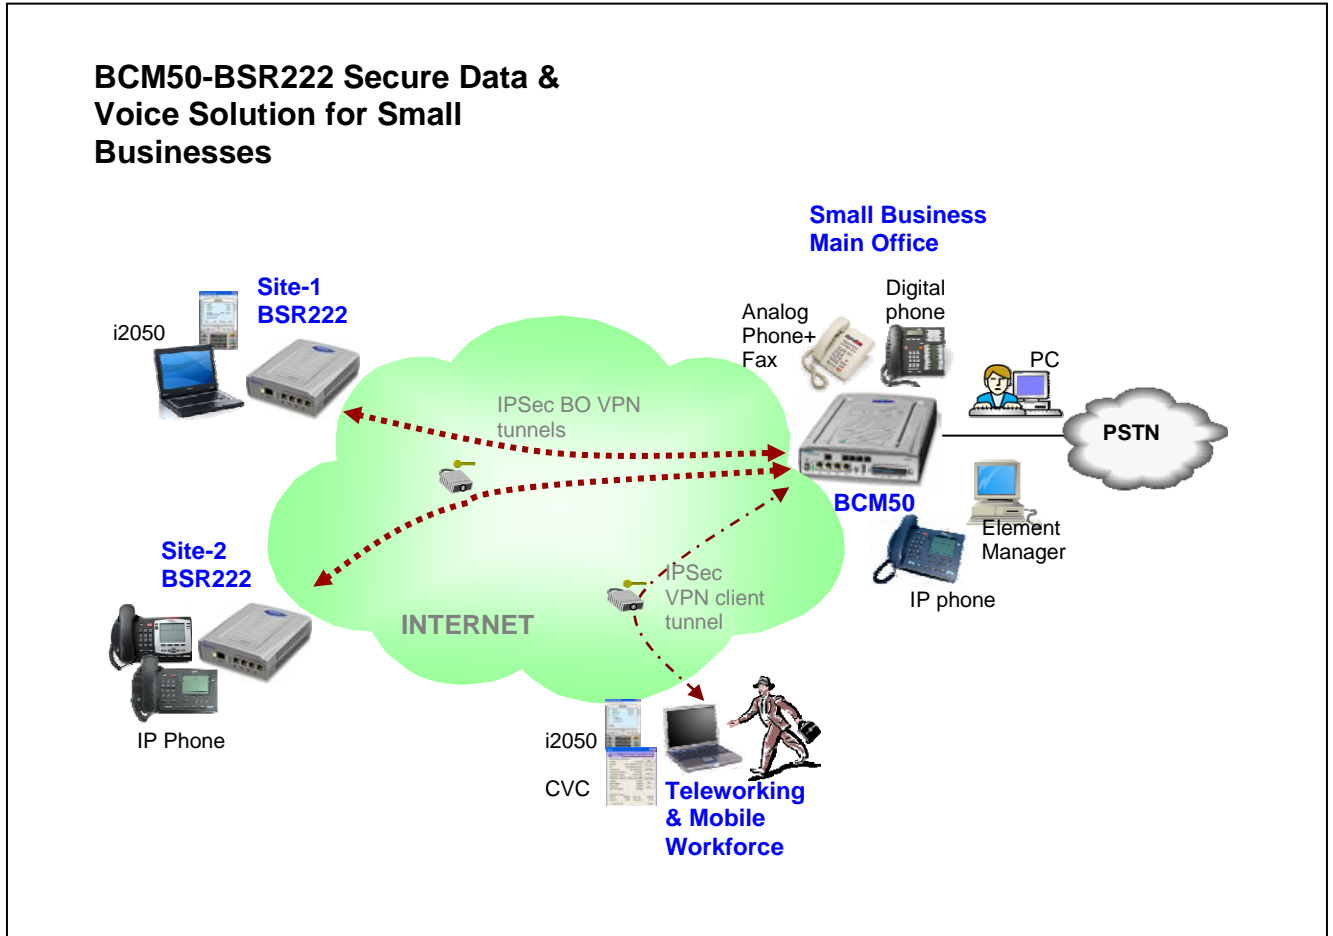 BCM50-BSR222 Secure Data &
Voice Solution for Small
Businesses
Small Business
Main Office
Site-1
BSR222
i2050
Analog
Phone+
Fax
Digital
phone
PC
PSTN
IPSec BO VPN
tunnels
BCM50
Element
Manager
IP phone
Site-2
BSR222
IP Phone
INTERNET
IPSec
VPN client
tunnel
i2050
CVC
Teleworking
& Mobile
Workforce